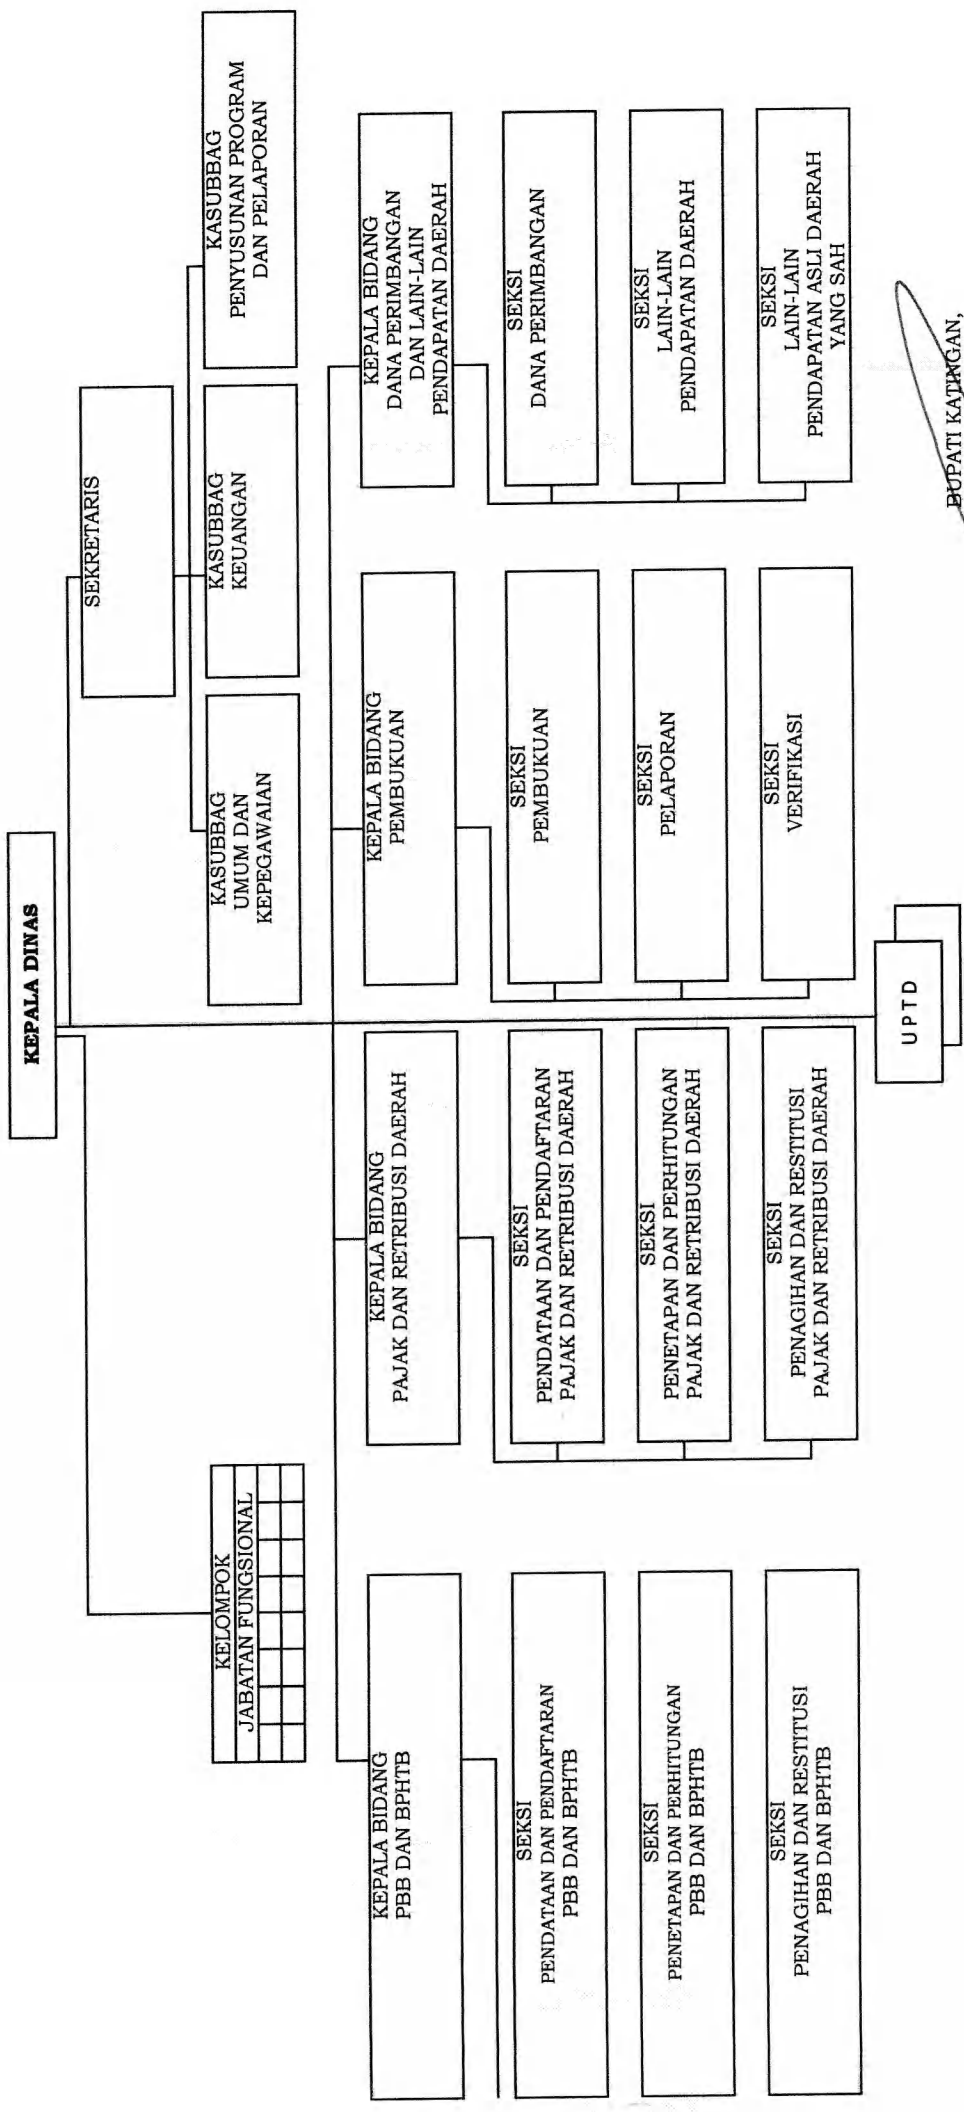 KEPALA DINAS
SEKRETARIS
KELOMPOK
JABATAN FUNGSIONAL
KASUBBAG
UMUM DAN
KEPEGAWAIAN
KASUBBAG
KEUANGAN
KASUBBAG
PENYUSUNAN PROGRAM
DAN PELAPORAN
KEPALA BIDANG
PBB DAN BPHTB
KEPALA BIDANG
PAJAK DAN RETRIBUSI DAERAH
KEPALA BIDANG
PEMBUKUAN
KEPALA BIDANG
DANA PERIMBANGAN
DAN LAIN-LAIN
PENDAPATAN DAERAH
SEKSI
PENDATAAN DAN PENDAFTARAN
PBB DAN BPHTB
SEKSI
PENDATAAN DAN PENDAFTARAN
PAJAK DAN RETRIBUSI DAERAH
SEKSI
PEMBUKUAN
SEKSI
DANA PERIMBANGAN
SEKSI
PENETAPAN DAN PERHITUNGAN
PBB DAN BPHTB
SEKSI
PENETAPAN DAN PERHITUNGAN
PAJAK DAN RETRIBUSI DAERAH
SEKSI
PELAPORAN
SEKSI
LAIN-LAIN
PENDAPATAN DAERAH
SEKSI
PENAGIHAN DAN RESTITUSI
PBB DAN BPHTB
SEKSI
PENAGIHAN DAN RESTITUSI
PAJAK DAN RETRIBUSI DAERAH
SEKSI
VERIFIKASI
SEKSI
LAIN-LAIN
PENDAPATAN ASLI DAERAH
YANG SAH
UPTD
BUPATI KATINGAN,